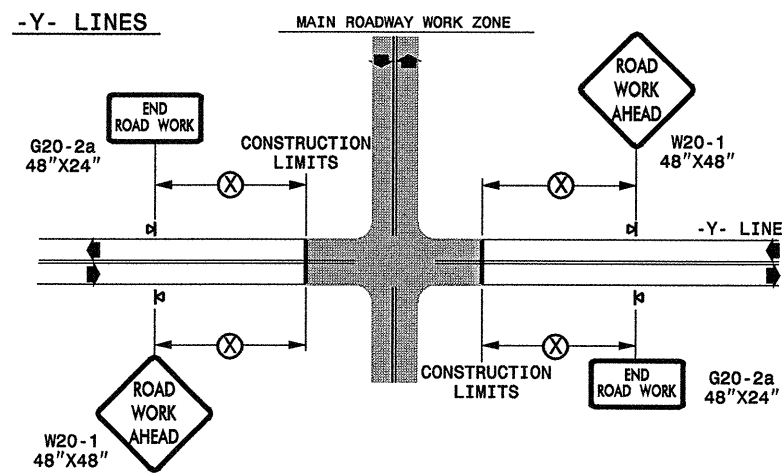 -Y- LINES
MAIN ROADWAY WORK ZONE
END
ROAD WORK
G20-2a
48"X24"
CONSTRUCTION
LIMITS
ROAD
WORK
AHEAD
W20-1
48"X48"
X
X
-Y- LINE
X
X
CONSTRUCTION
LIMITS
ROAD
WORK
AHEAD
W20-1
48"X48"
END
ROAD WORK
G20-2a
48"X24"